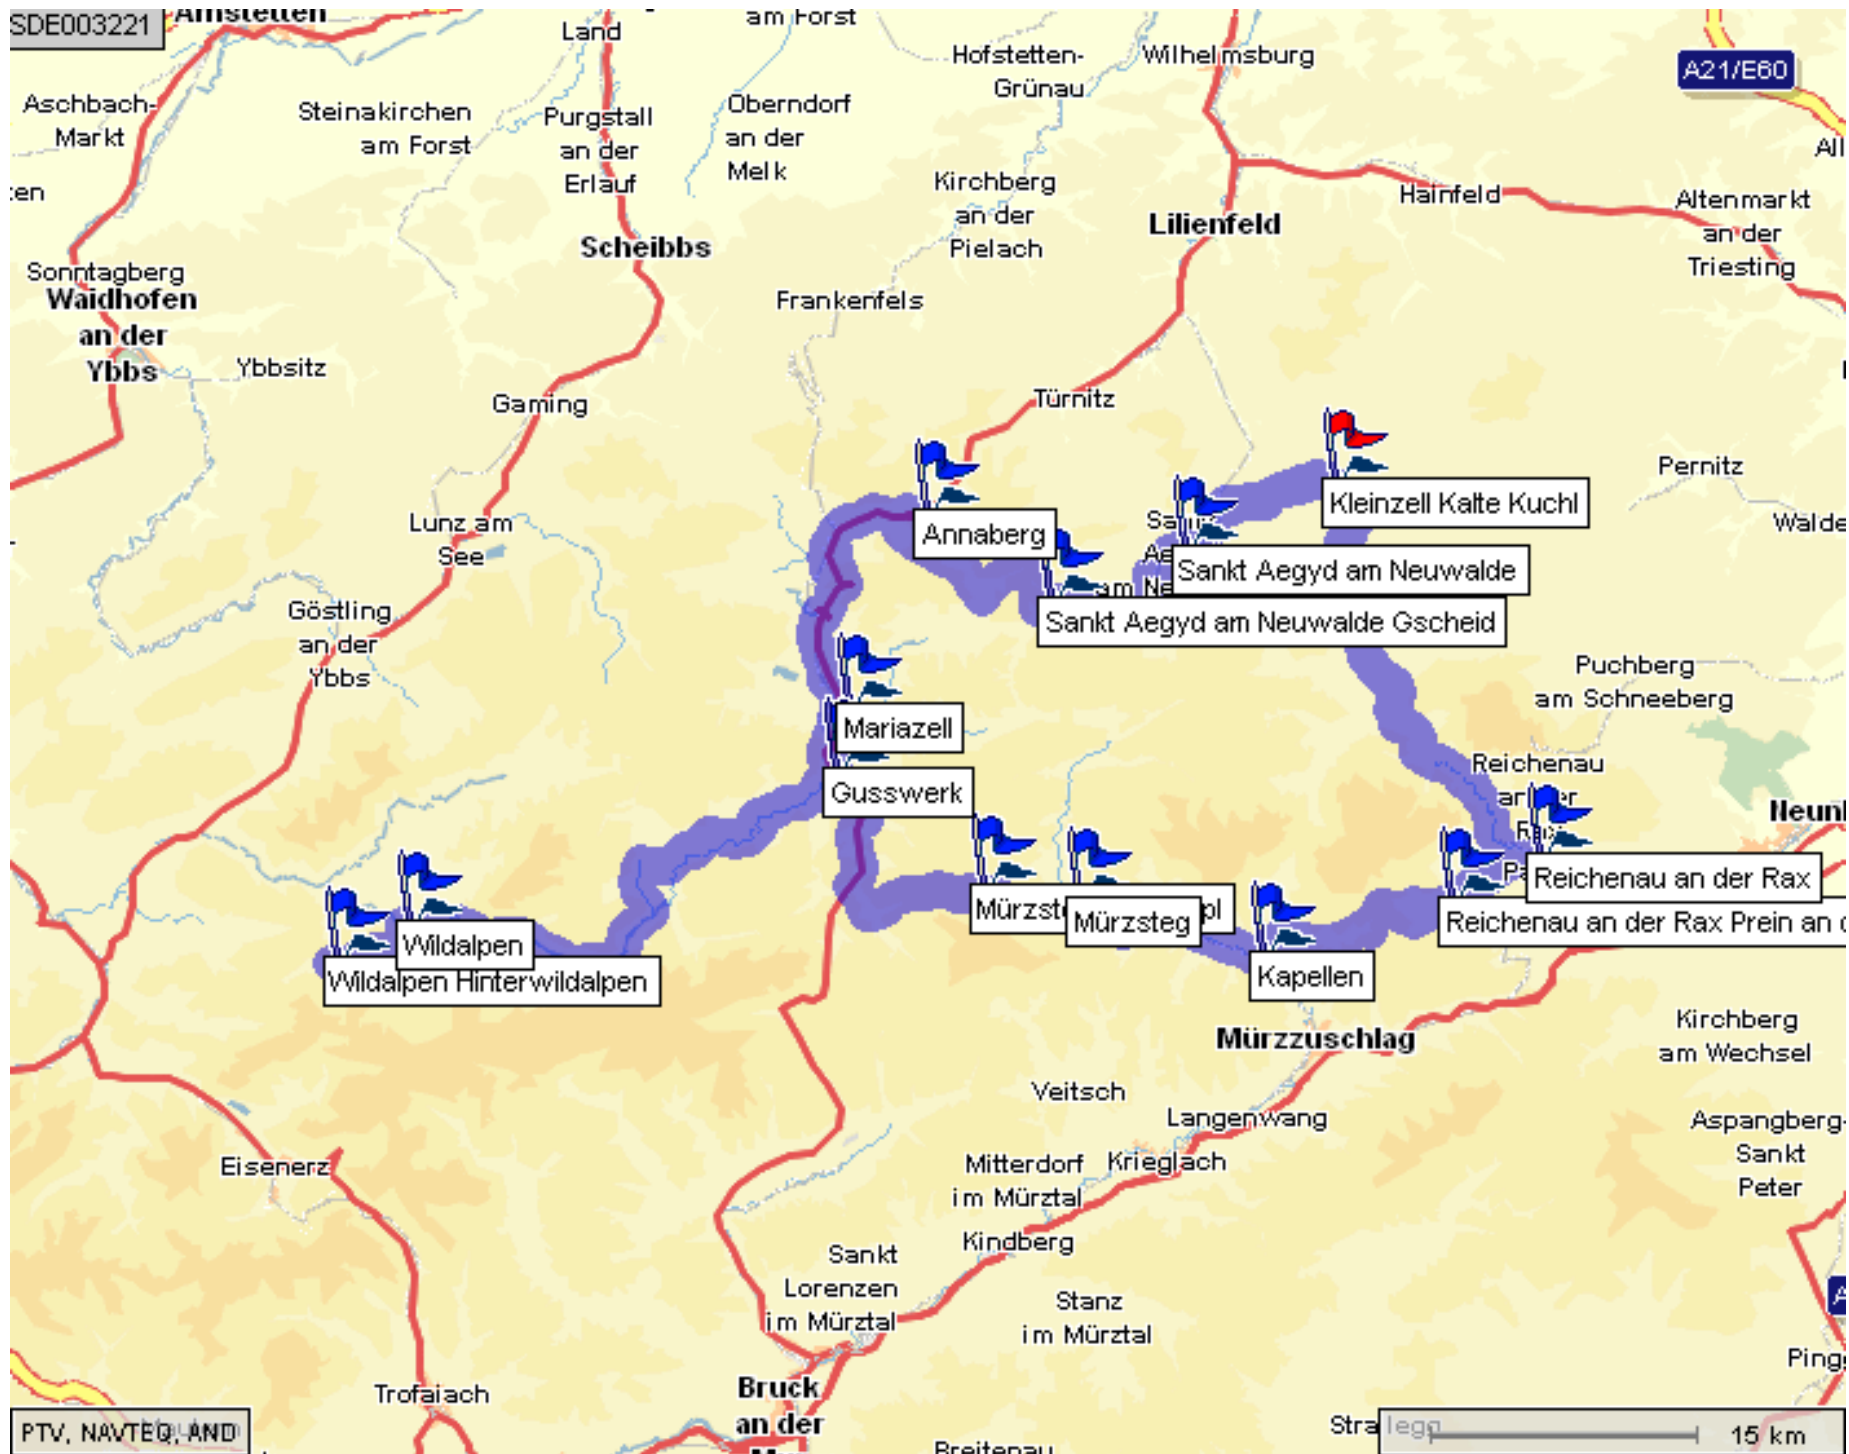 SDE003221
Amstetten
Land
am Forst
Hofstetten-
Grünau
Wilhelmsburg
A21/E60
Aschbach-
Markt
Steinakirchen
am Forst
Purgstall
an der
Erlauf
Oberndorf
an der
Melk
Kirchberg
an der
Pielach
Lilienfeld
Hainfeld
Altenmarkt
an der
Triesting
Scheibbs
Sonntagberg
Waidhofen
an der
Ybbs
Ybbsitz
Frankenfels
Gaming
Türnitz
Lunz am
See
Annaberg
Kleinzell Kalte Kuchl
Pernitz
Sankt Aegyd am Neuwalde
Sankt Aegyd am Neuwalde Gscheid
Göstling
an der
Ybbs
Puchberg
am Schneeberg
Mariazell
Gusswerk
Reichenau
Reichenau an der Rax
Reichenau an der Rax Prein an
Mürzsteg
Kapellen
Wildalpen
Wildalpen Hinterwildalpen
Mürzzuschlag
Kirchberg
am Wechsel
Veitsch
Langenwang
Aspangberg-
Sankt
Peter
Eisenerz
Mitterdorf
im Mürztal
Krieglach
Kindberg
Sankt
Lorenzen
im Mürztal
Stanz
im Mürztal
Trofaiach
Bruck
an der
Breitenau
PTV, NAVTEQ, AND
15 km